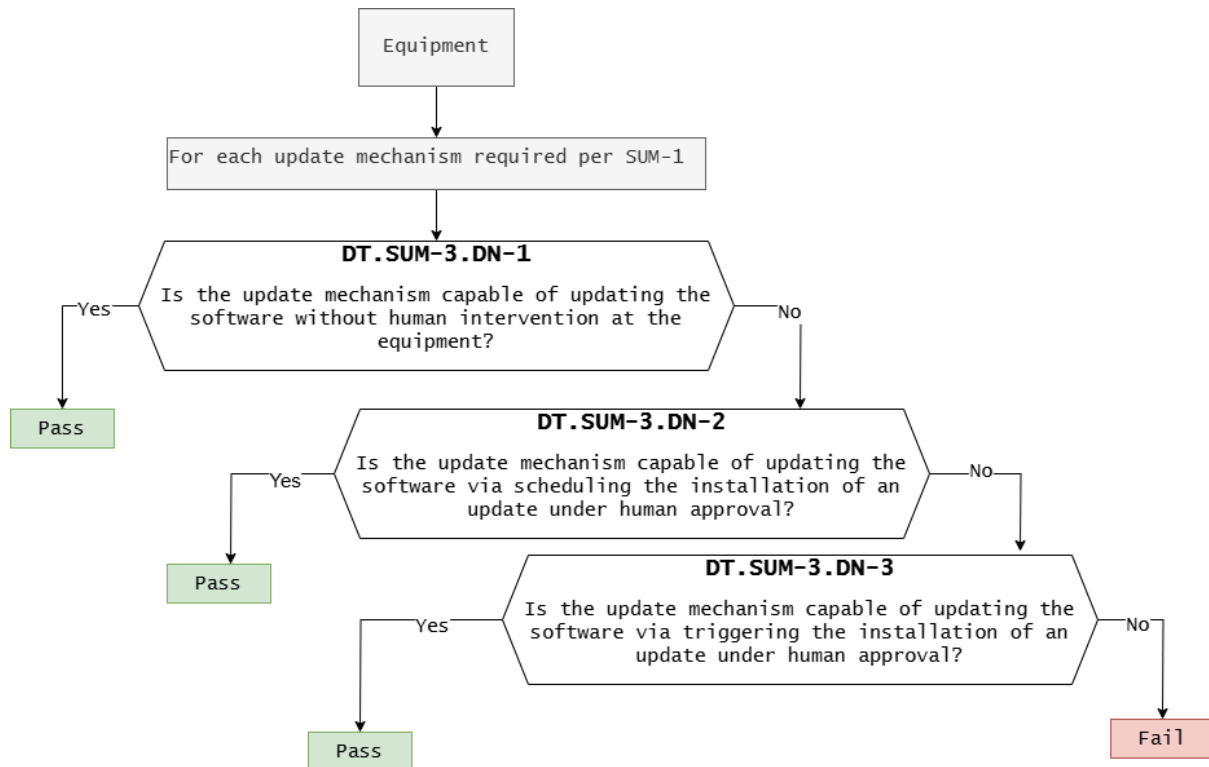 Equipment
For each update mechanism required per SUM-1
DT.SUM-3.DN-1
Is the update mechanism capable of updating the
software without human intervention at the
equipment?
Yes
No
Pass
DT.SUM-3.DN-2
Is the update mechanism capable of updating the
software via scheduling the installation of an
update under human approval?
Yes
No
Pass
DT.SUM-3.DN-3
Is the update mechanism capable of updating the
software via triggering the installation of an
update under human approval?
Yes
No
Pass
Fail